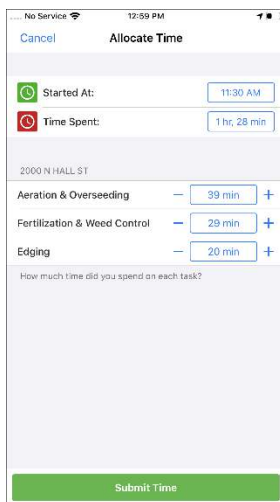 No Service 12:59 PM
Cancel Allocate Time
Started At: 11:30 AM
Time Spent: 1 hr, 28 min
2000 N HALL ST
Aeration & Overseeding — 39 min +
Fertilization & Weed Control — 29 min +
Edging — 20 min +
How much time did you spend on each task?
Submit Time